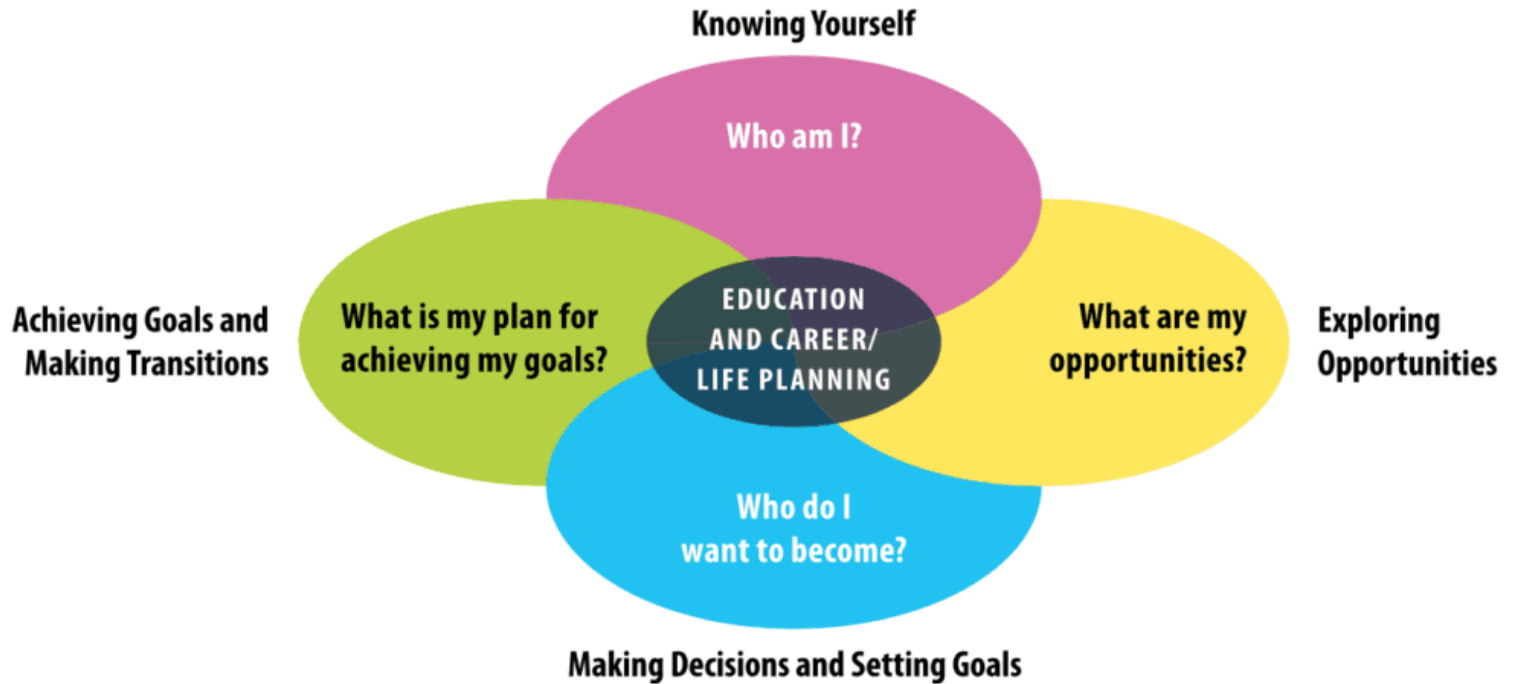 Knowing Yourself
Who am I?
Achieving Goals and
Making Transitions
What is my plan for
achieving my goals?
EDUCATION
AND CAREER/
LIFE PLANNING
What are my
opportunities?
Exploring
Opportunities
Who do I
want to become?
Making Decisions and Setting Goals